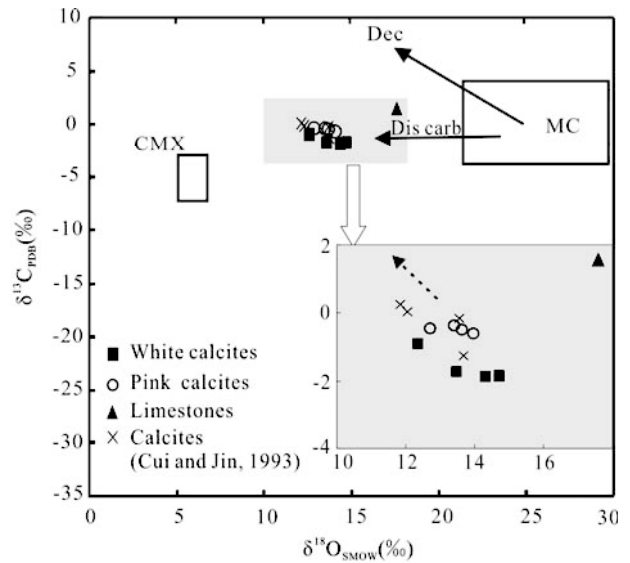 10
5
0
-5
-10
-15
-20
-25
-30
-35
δ¹³C_PDB(‰)
Dec
MC
Dis carb
CMX
White calcites
Pink calcites
Limestones
Calcites
(Cui and Jin, 1993)
2
0
-2
-4
10 12 14 16
0 5 10 15 20 25 30
δ¹⁸O_SMOW(‰)